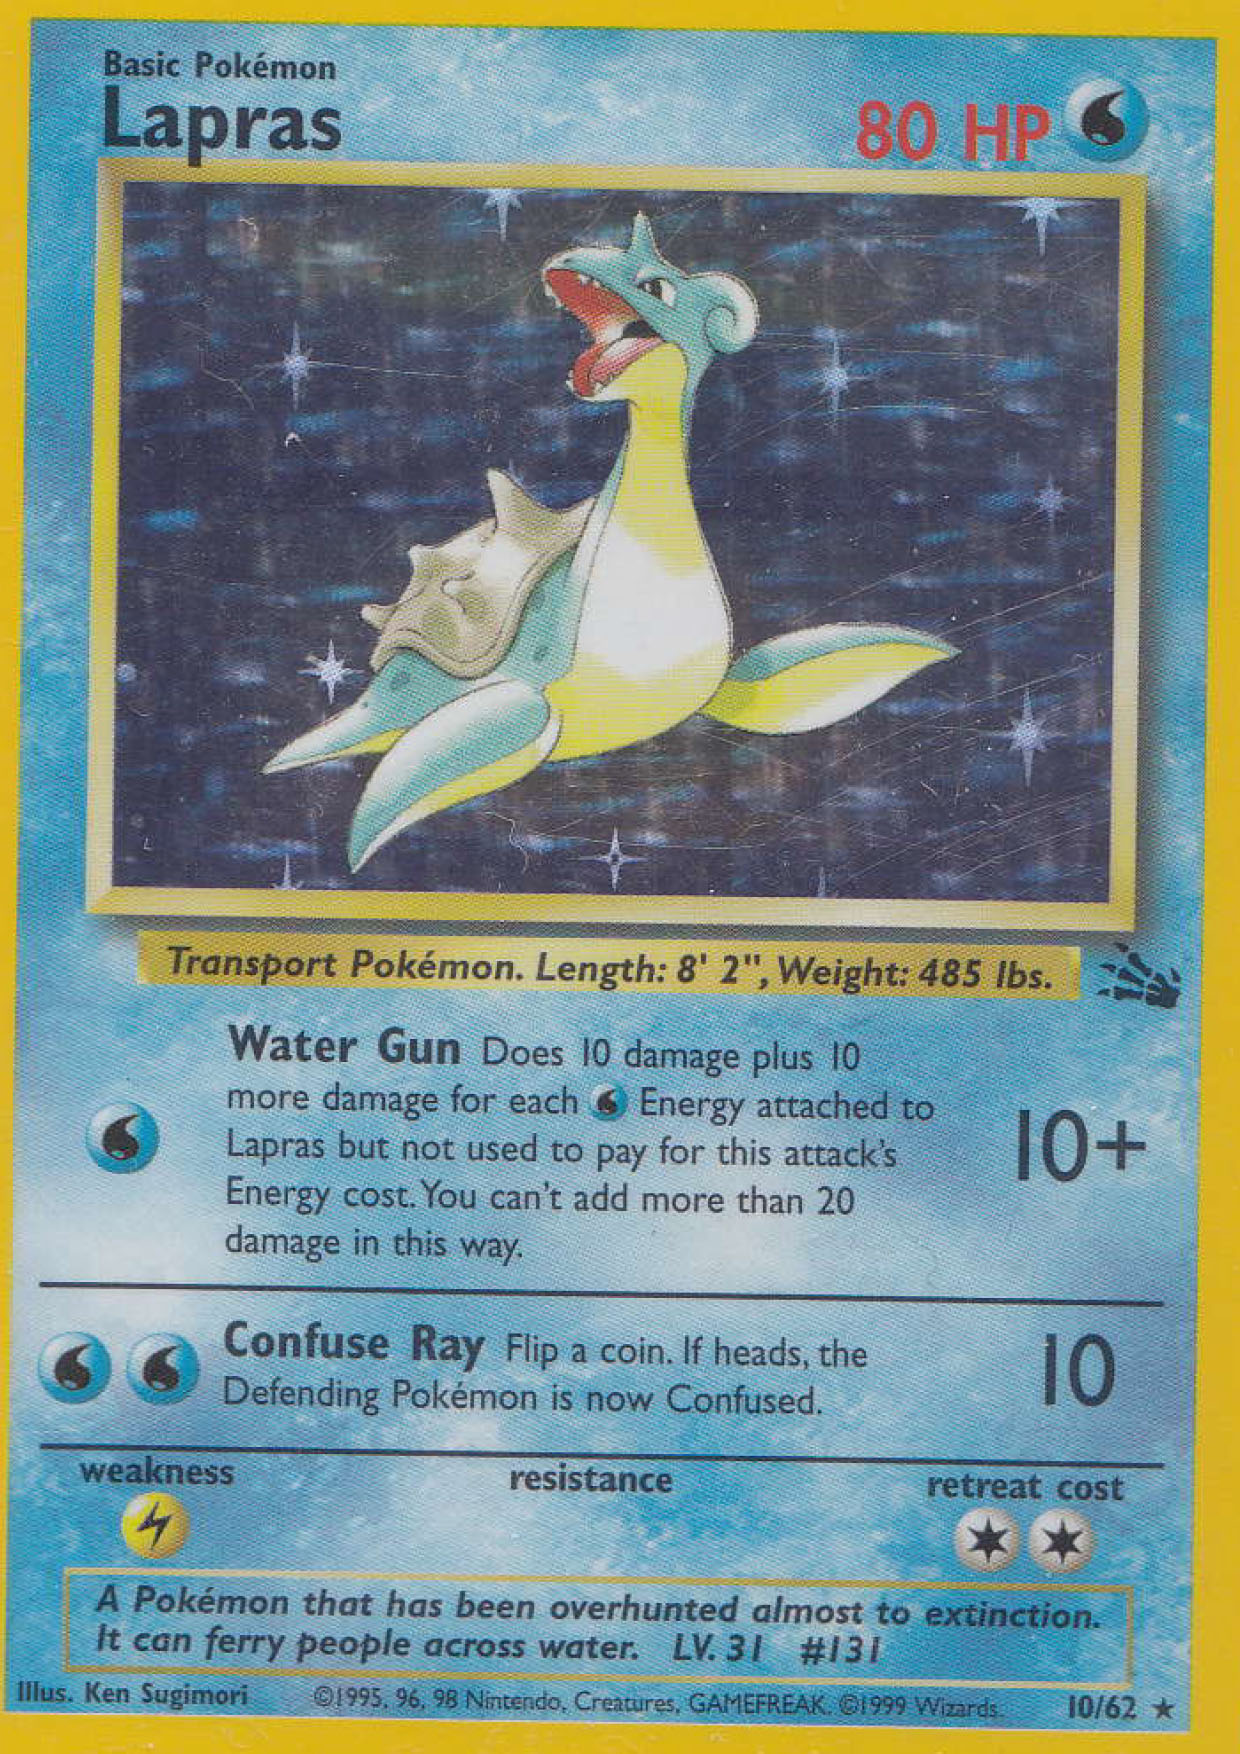 Basic Pokémon
Lapras
80 HP
Transport Pokémon. Length: 8' 2", Weight: 485 lbs.
Water Gun Does 10 damage plus 10
more damage for each Energy attached to
Lapras but not used to pay for this attack's
Energy cost. You can't add more than 20
damage in this way.
10+
Confuse Ray Flip a coin. If heads, the
Defending Pokémon is now Confused.
10
weakness
resistance
retreat cost
A Pokémon that has been overhunted almost to extinction.
It can ferry people across water. LV. 31 #131
Illus. Ken Sugimori ©1995, 96, 98 Nintendo, Creatures, GAMEFREAK. ©1999 Wizards. 10/62 ★